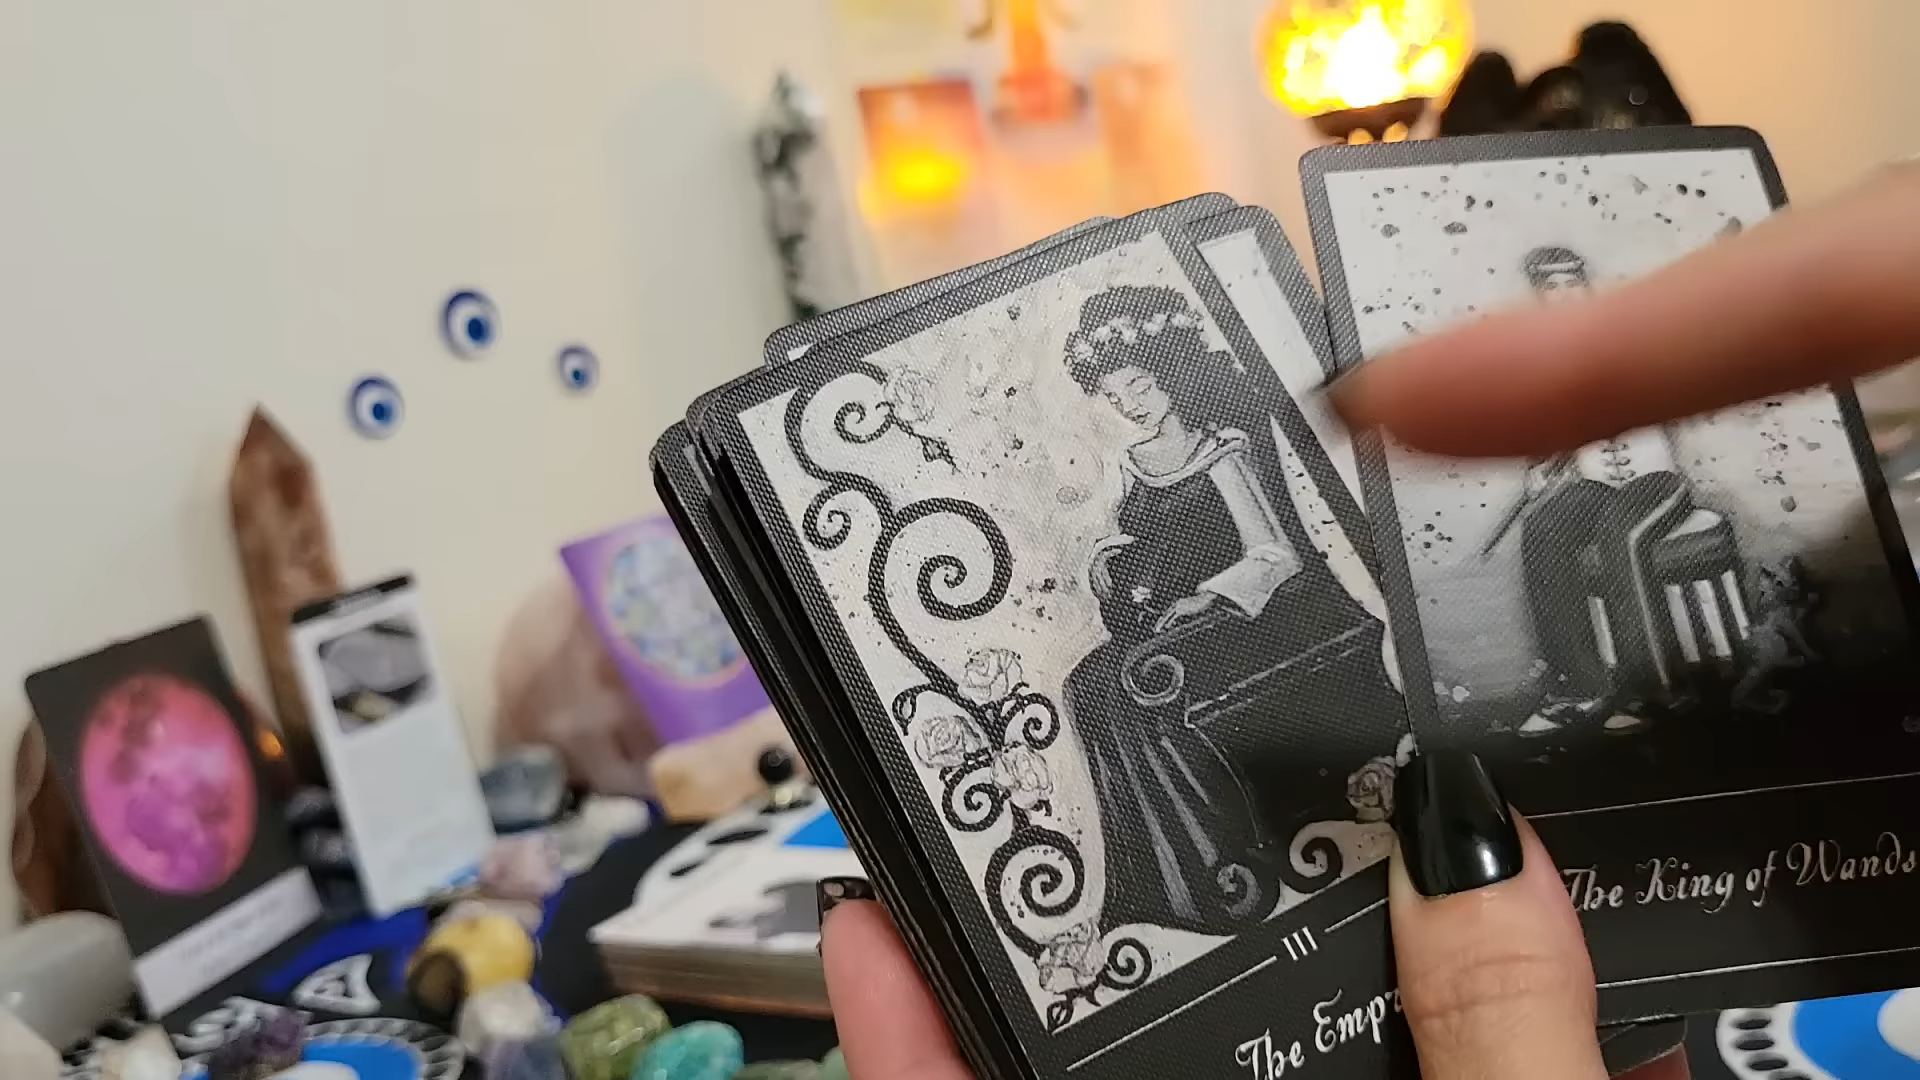 III
The Empr
The King of Wands